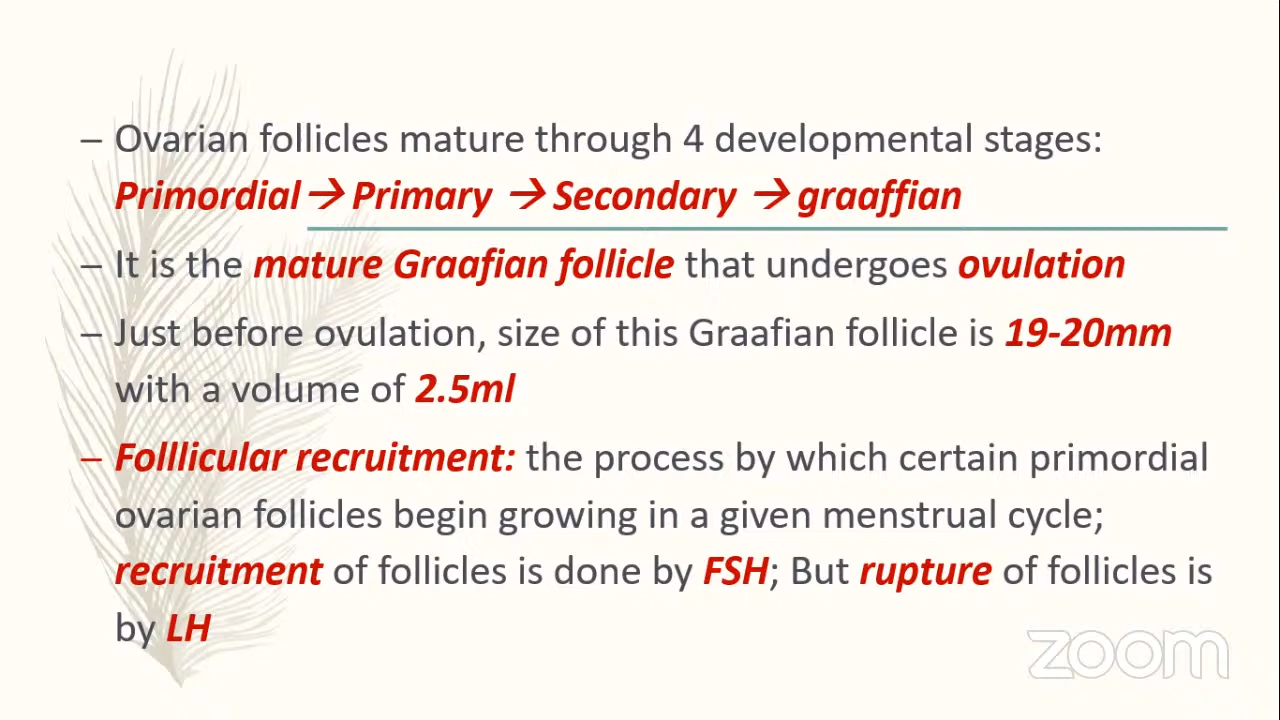 – Ovarian follicles mature through 4 developmental stages:
Primordial→ Primary → Secondary → graaffian
– It is the mature Graafian follicle that undergoes ovulation
– Just before ovulation, size of this Graafian follicle is 19-20mm
with a volume of 2.5ml
– Folllicular recruitment: the process by which certain primordial
ovarian follicles begin growing in a given menstrual cycle;
recruitment of follicles is done by FSH; But rupture of follicles is
by LH
zoom